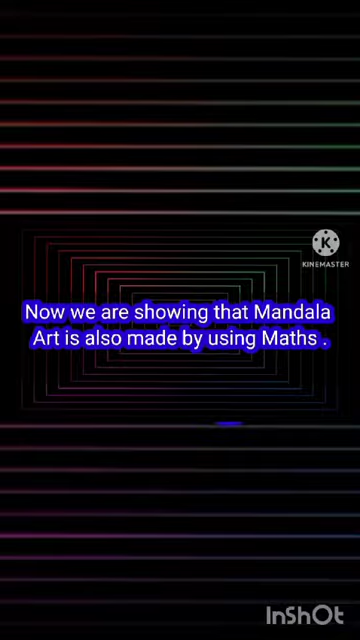 K
KINEMASTER
Now we are showing that Mandala
Art is also made by using Maths .
InShOt